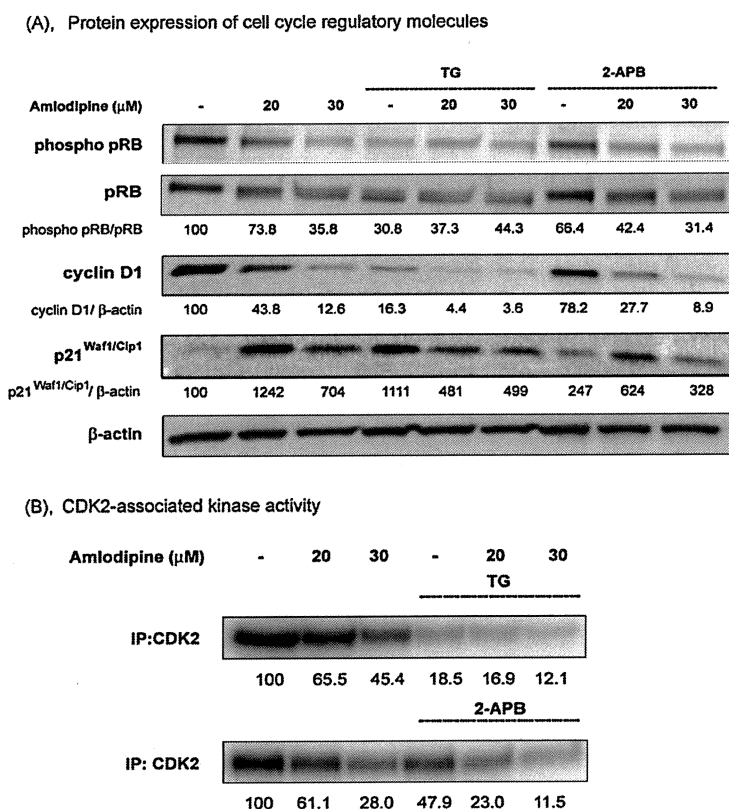 (A), Protein expression of cell cycle regulatory molecules
TG 2-APB
Amlodipine (μM) - 20 30 - 20 30 - 20 30
phospho pRB
pRB
phospho pRB/pRB 100 73.8 35.8 30.8 37.3 44.3 66.4 42.4 31.4
cyclin D1
cyclin D1/ β-actin 100 43.8 12.6 16.3 4.4 3.6 78.2 27.7 8.9
p21 Waf1/Cip1
p21 Waf1/Cip1/ β-actin 100 1242 704 1111 481 499 247 624 328
β-actin
(B), CDK2-associated kinase activity
Amlodipine (μM) - 20 30 - 20 30
TG
IP:CDK2
100 65.5 45.4 18.5 16.9 12.1
2-APB
IP: CDK2
100 61.1 28.0 47.9 23.0 11.5